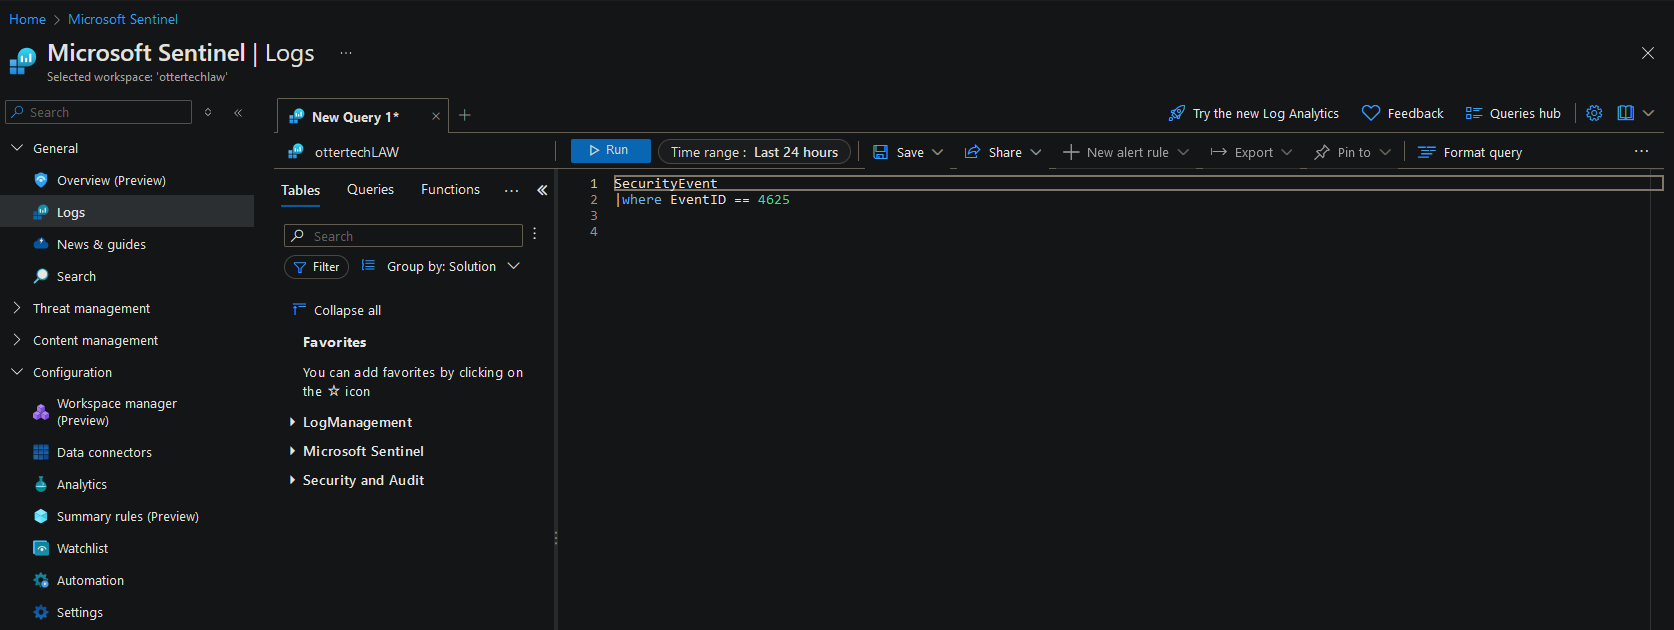 Home > Microsoft Sentinel
Microsoft Sentinel | Logs ...
Selected workspace: 'ottertechlaw'
Search
General
Overview (Preview)
Logs
News & guides
Search
Threat management
Content management
Configuration
Workspace manager
(Preview)
Data connectors
Analytics
Summary rules (Preview)
Watchlist
Automation
Settings
New Query 1*
Try the new Log Analytics
Feedback
Queries hub
ottertechLAW
Run
Time range : Last 24 hours
Save
Share
New alert rule
Export
Pin to
Format query
...
Tables
Queries
Functions
...
Search
Filter
Group by: Solution
Collapse all
Favorites
You can add favorites by clicking on
the ☆ icon
LogManagement
Microsoft Sentinel
Security and Audit
1 SecurityEvent
2 |where EventID == 4625
3
4